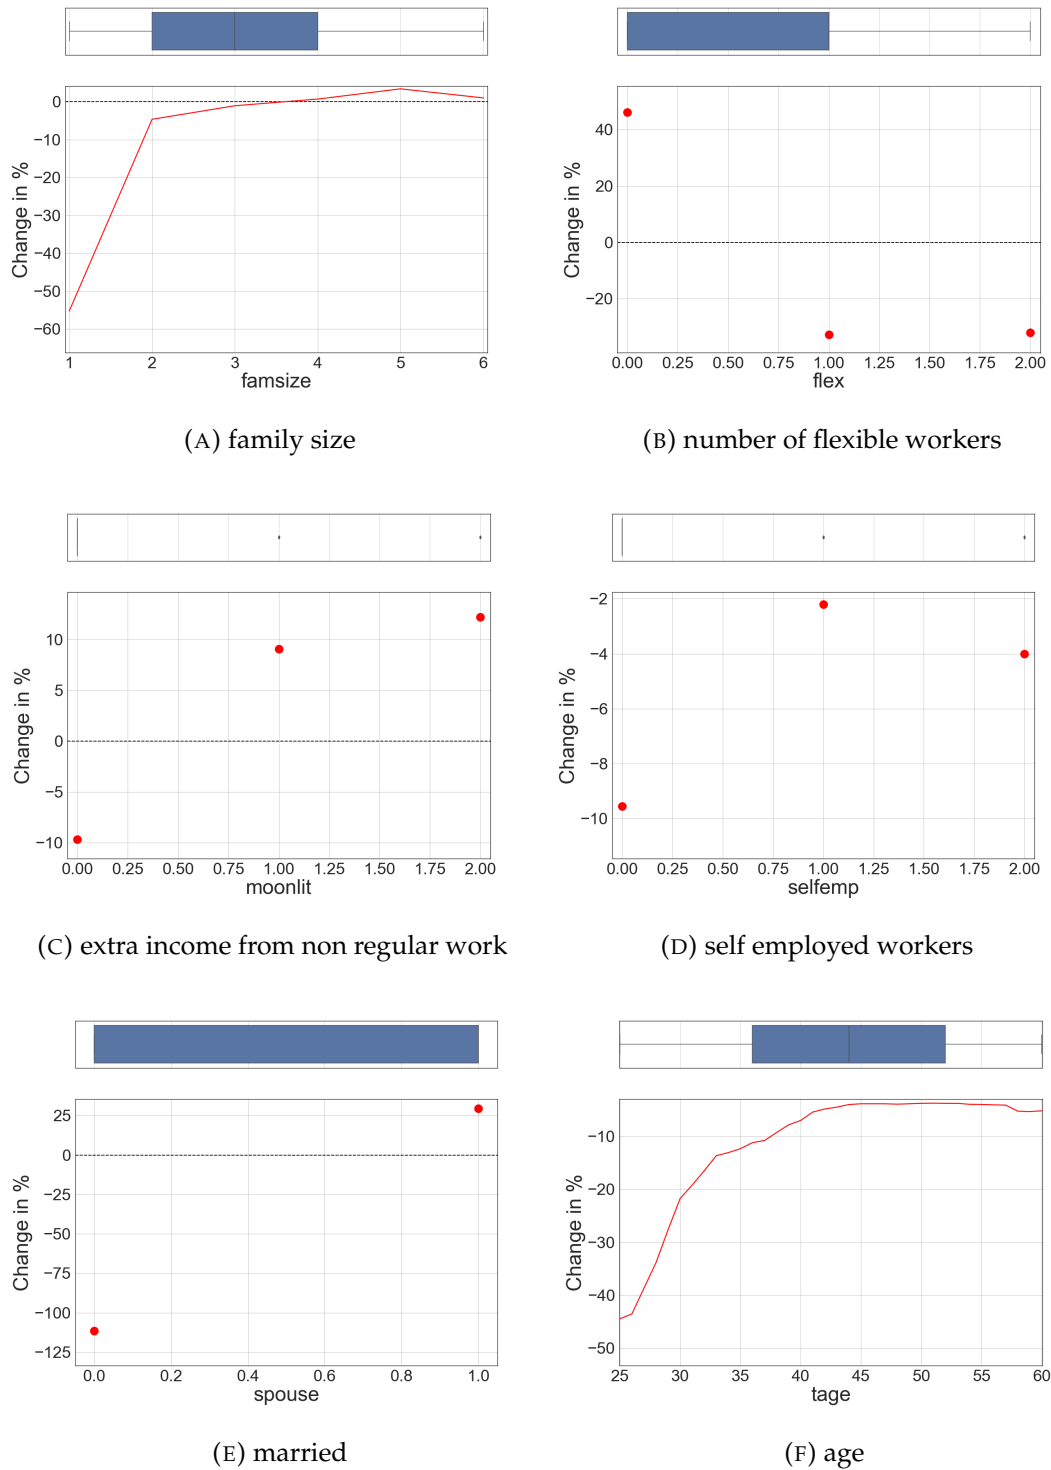 0
−10
−20
−30
−40
−50
−60
Change in %
1 2 3 4 5 6
famsize
(A) family size
40
20
0
−20
Change in %
0.00 0.25 0.50 0.75 1.00 1.25 1.50 1.75 2.00
flex
(B) number of flexible workers
10
5
0
−5
−10
Change in %
0.00 0.25 0.50 0.75 1.00 1.25 1.50 1.75 2.00
moonlit
(C) extra income from non regular work
−2
−4
−6
−8
−10
Change in %
0.00 0.25 0.50 0.75 1.00 1.25 1.50 1.75 2.00
selfemp
(D) self employed workers
25
0
−25
−50
−75
−100
−125
Change in %
0.0 0.2 0.4 0.6 0.8 1.0
spouse
(E) married
−10
−20
−30
−40
−50
Change in %
25 30 35 40 45 50 55 60
tage
(F) age